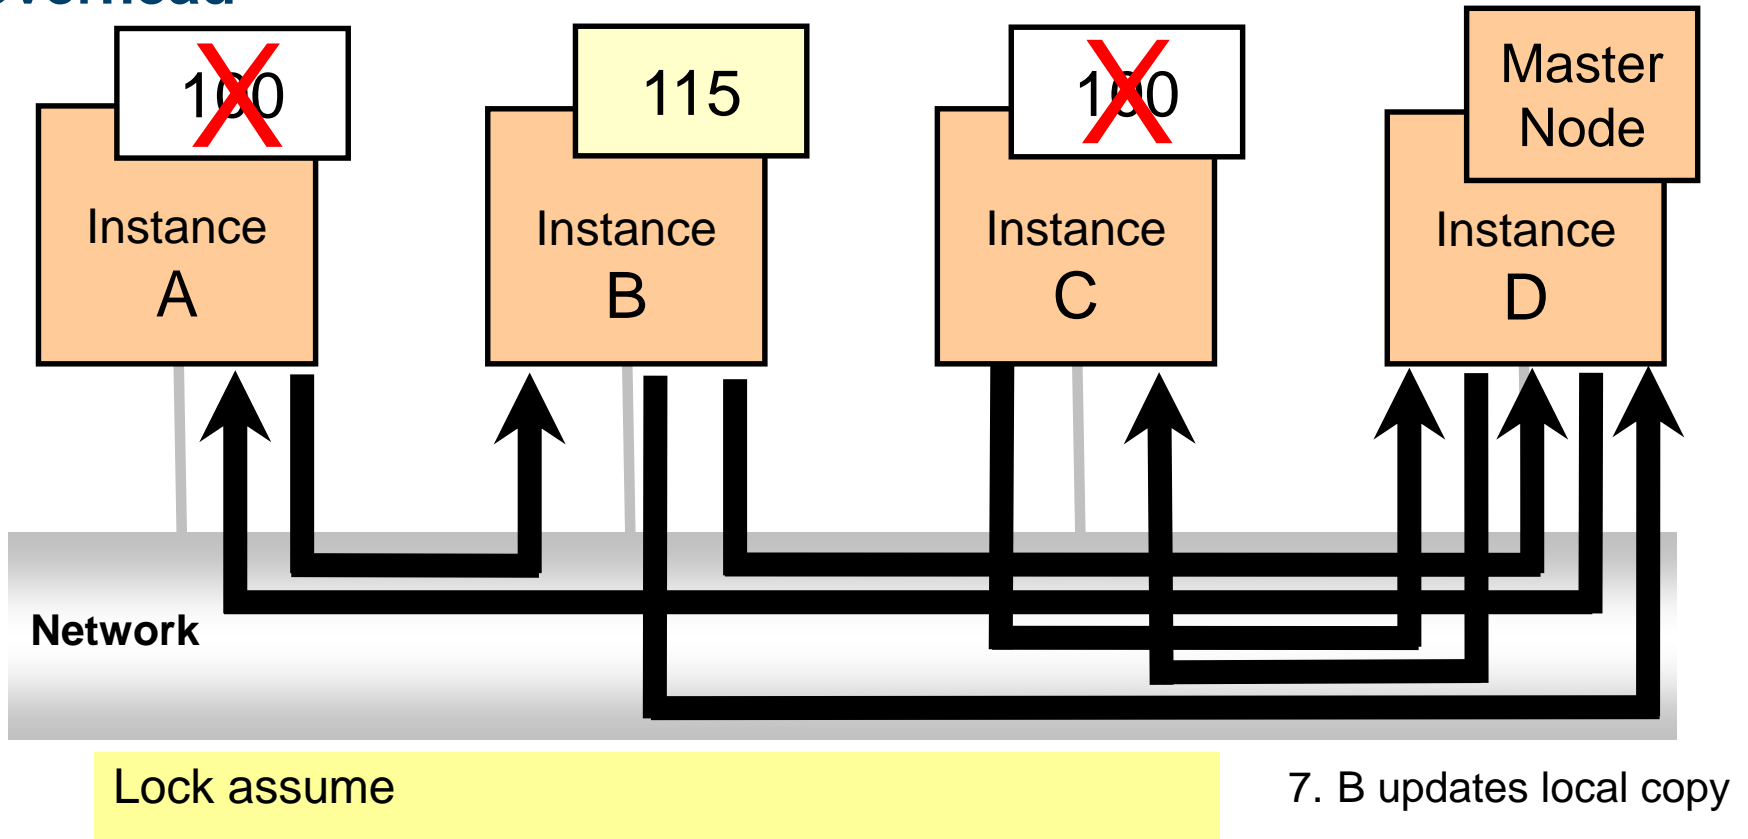 100
115
100
Master
Node
Instance
A
Instance
B
Instance
C
Instance
D
Network
Lock assume
7. B updates local copy